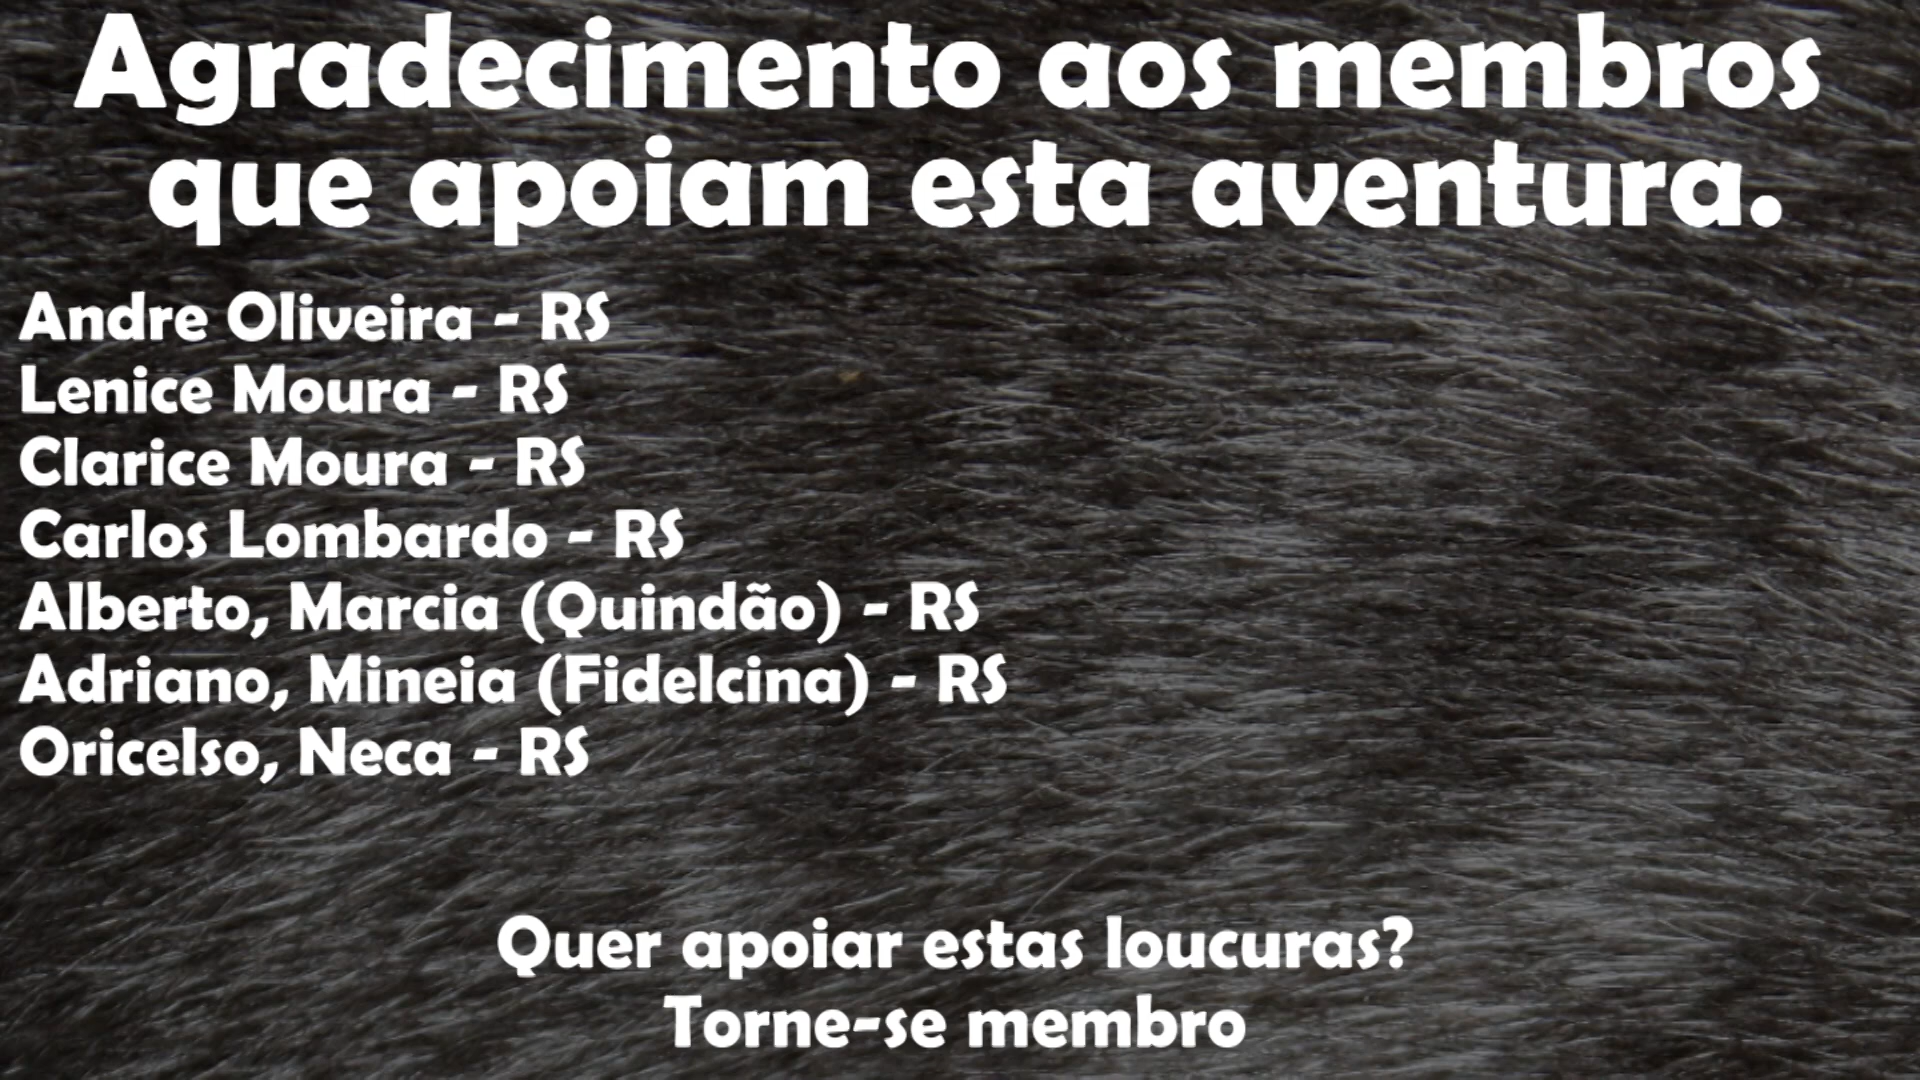 Agradecimento aos membros
que apoiam esta aventura.
Andre Oliveira - RS
Lenice Moura - RS
Clarice Moura - RS
Carlos Lombardo - RS
Alberto, Marcia (Quindão) - RS
Adriano, Mineia (Fidelcina) - RS
Oricelso, Neca - RS
Quer apoiar estas loucuras?
Torne-se membro